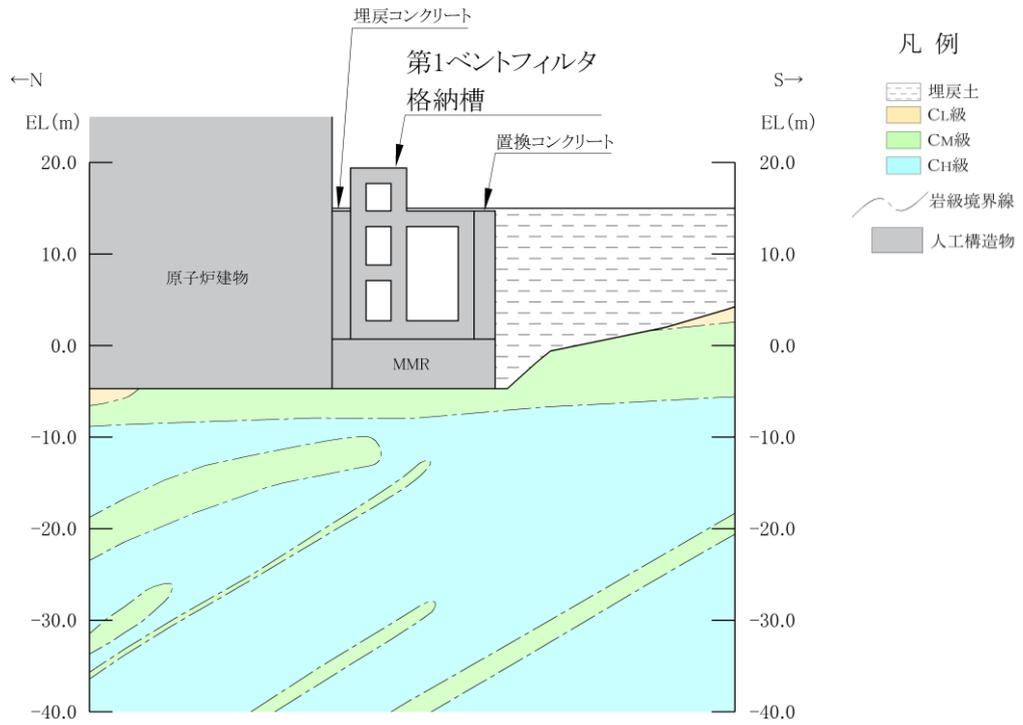 埋戻コンクリート
第1ベントフィルタ
格納槽
置換コンクリート
←N
S→
EL(m)
EL(m)
20.0
10.0
0.0
-10.0
-20.0
-30.0
-40.0
20.0
10.0
0.0
-10.0
-20.0
-30.0
-40.0
原子炉建物
MMR
凡 例
埋戻土
CL級
CM級
CH級
岩級境界線
人工構造物